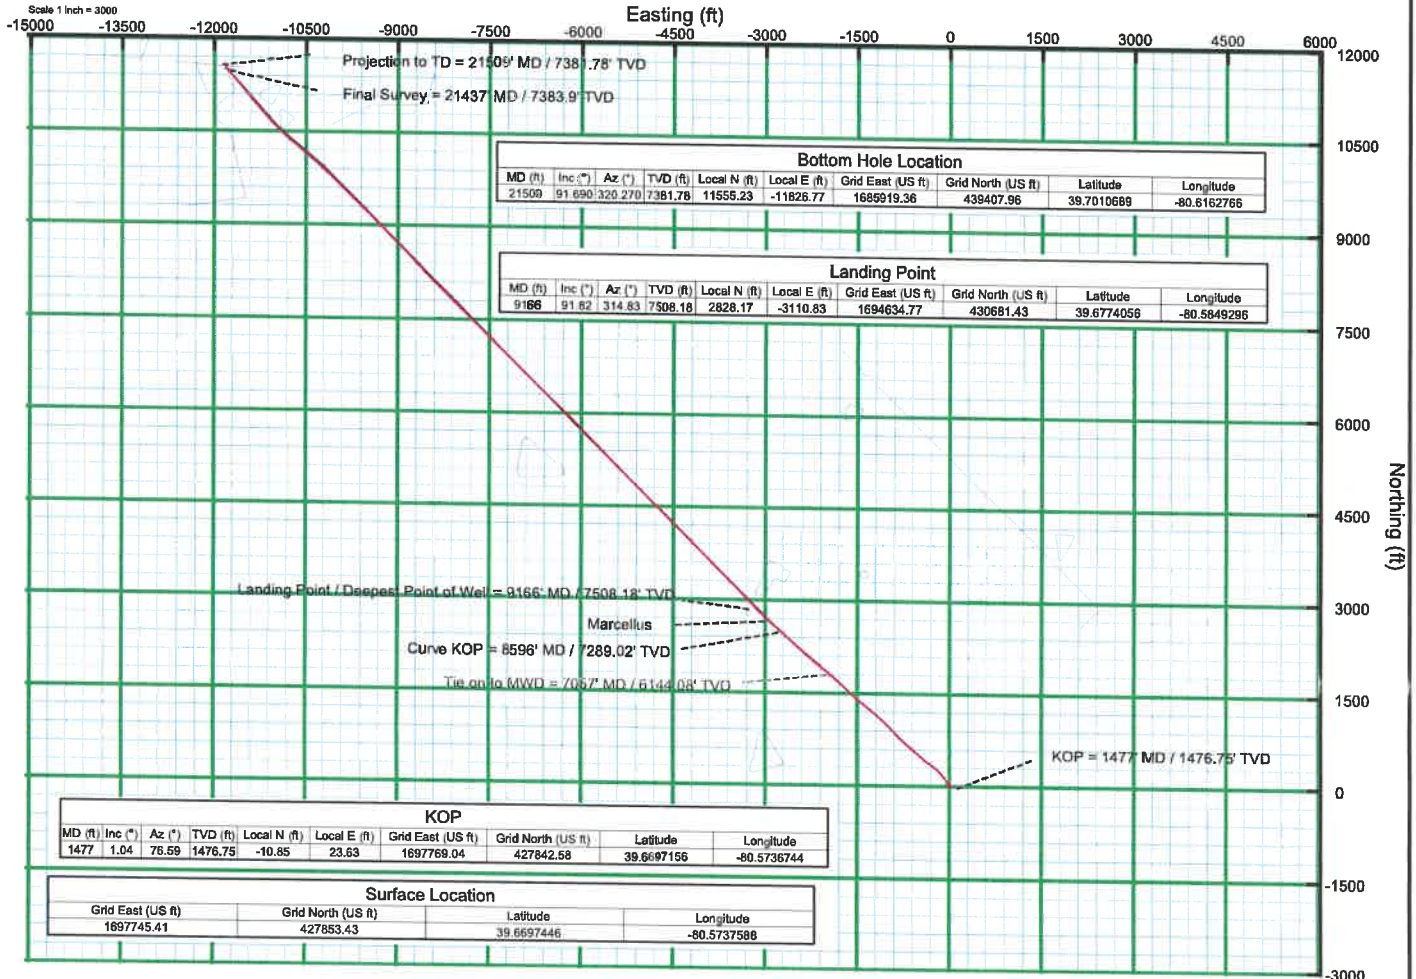 Scale 1 inch = 3000
Easting (ft)
-15000 -13500 -12000 -10500 -9000 -7500 -6000 -4500 -3000 -1500 0 1500 3000 4500 6000
12000
Projection to TD = 21509' MD / 7381.78' TVD
Final Survey = 21437' MD / 7383.9' TVD
10500
Bottom Hole Location
MD (ft) Inc (°) Az (°) TVD (ft) Local N (ft) Local E (ft) Grid East (US ft) Grid North (US ft) Latitude Longitude
21509 91.690 320.270 7381.78 11555.23 -11826.77 1685919.36 439407.96 39.7010689 -80.6162766
9000
Landing Point
MD (ft) Inc (°) Az (°) TVD (ft) Local N (ft) Local E (ft) Grid East (US ft) Grid North (US ft) Latitude Longitude
9166 91.82 314.83 7508.18 2828.17 -3110.83 1694634.77 430681.43 39.6774056 -80.5849296
7500
6000
Northing (ft)
4500
Landing Point / Deepest Point of Well = 9166' MD / 7508.18' TVD
3000
Marcellus
Curve KOP = 8596' MD / 7289.02' TVD
Tie on to MWD = 7057' MD / 6144.08' TVD
1500
KOP = 1477' MD / 1476.75' TVD
0
KOP
MD (ft) Inc (°) Az (°) TVD (ft) Local N (ft) Local E (ft) Grid East (US ft) Grid North (US ft) Latitude Longitude
1477 1.04 76.59 1476.75 -10.85 23.63 1697769.04 427842.58 39.6697156 -80.5736744
-1500
Surface Location
Grid East (US ft) Grid North (US ft) Latitude Longitude
1697745.41 427853.43 39.6697446 -80.5737586
-3000